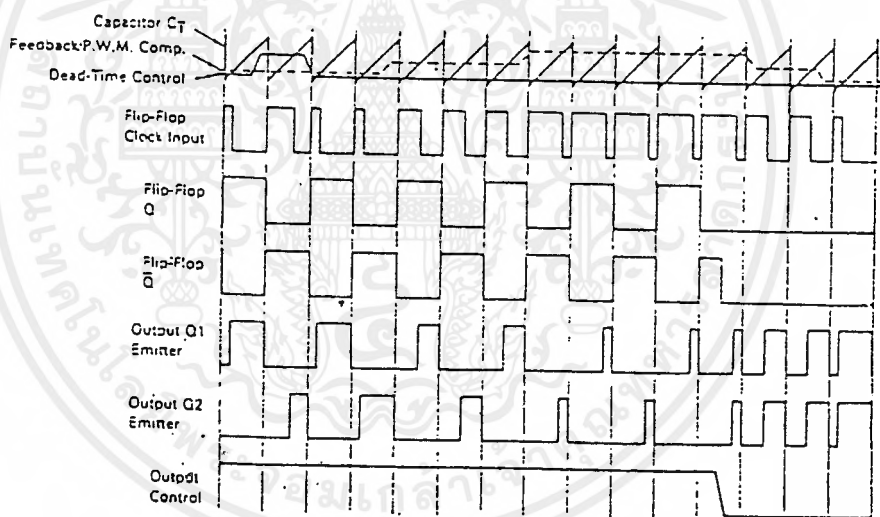 Capacitor CT
Feedback P.W.M. Comp.
Dead-Time Control
Flip-Flop
Clock Input
Flip-Flop
Q
Flip-Flop
Q̅
Output Q1
Emitter
Output Q2
Emitter
Output
Control